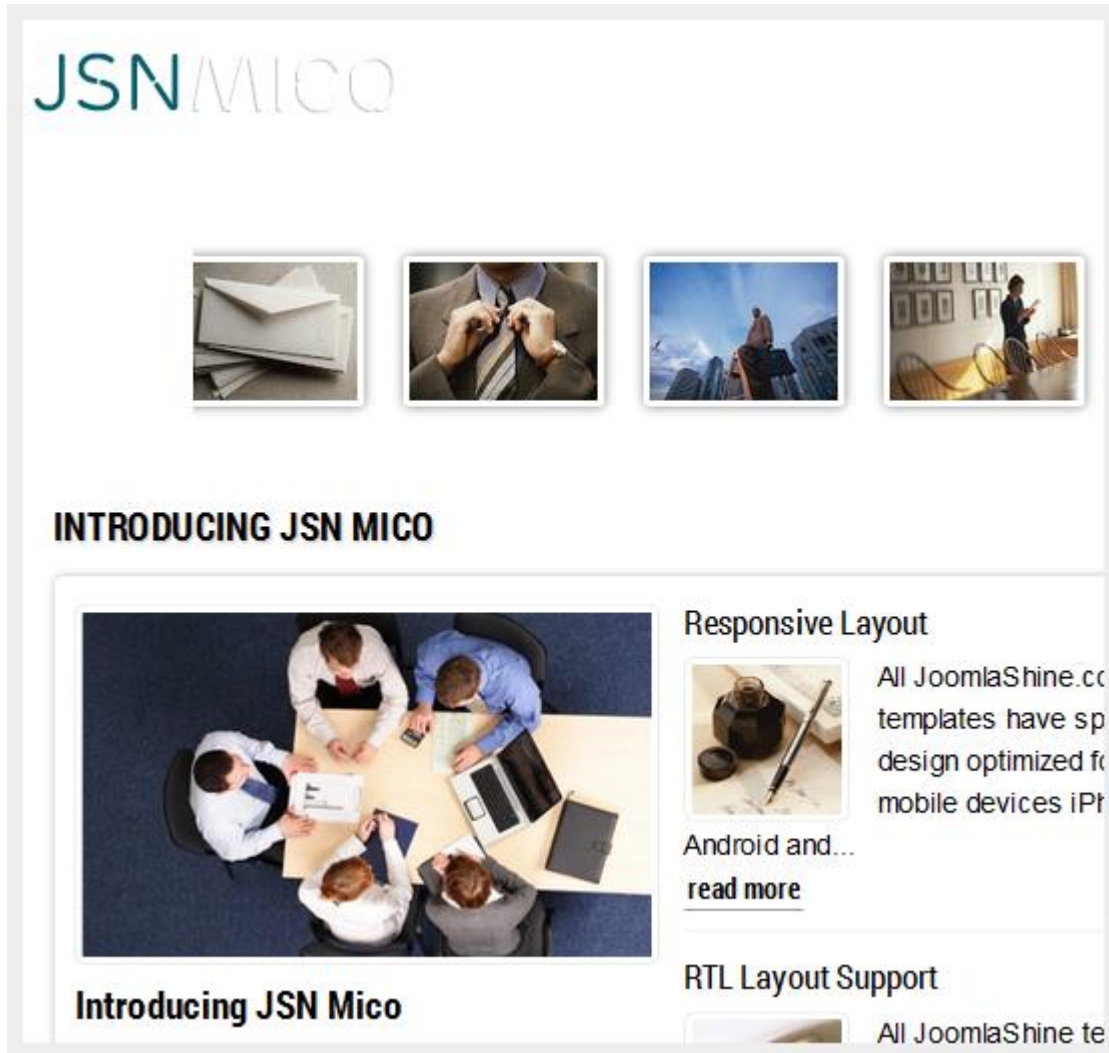 JSNMICO
INTRODUCING JSN MICO
Responsive Layout
All JoomlaShine.co
templates have sp
design optimized fo
mobile devices iPh
Android and...
read more
Introducing JSN Mico
RTL Layout Support
All JoomlaShine te